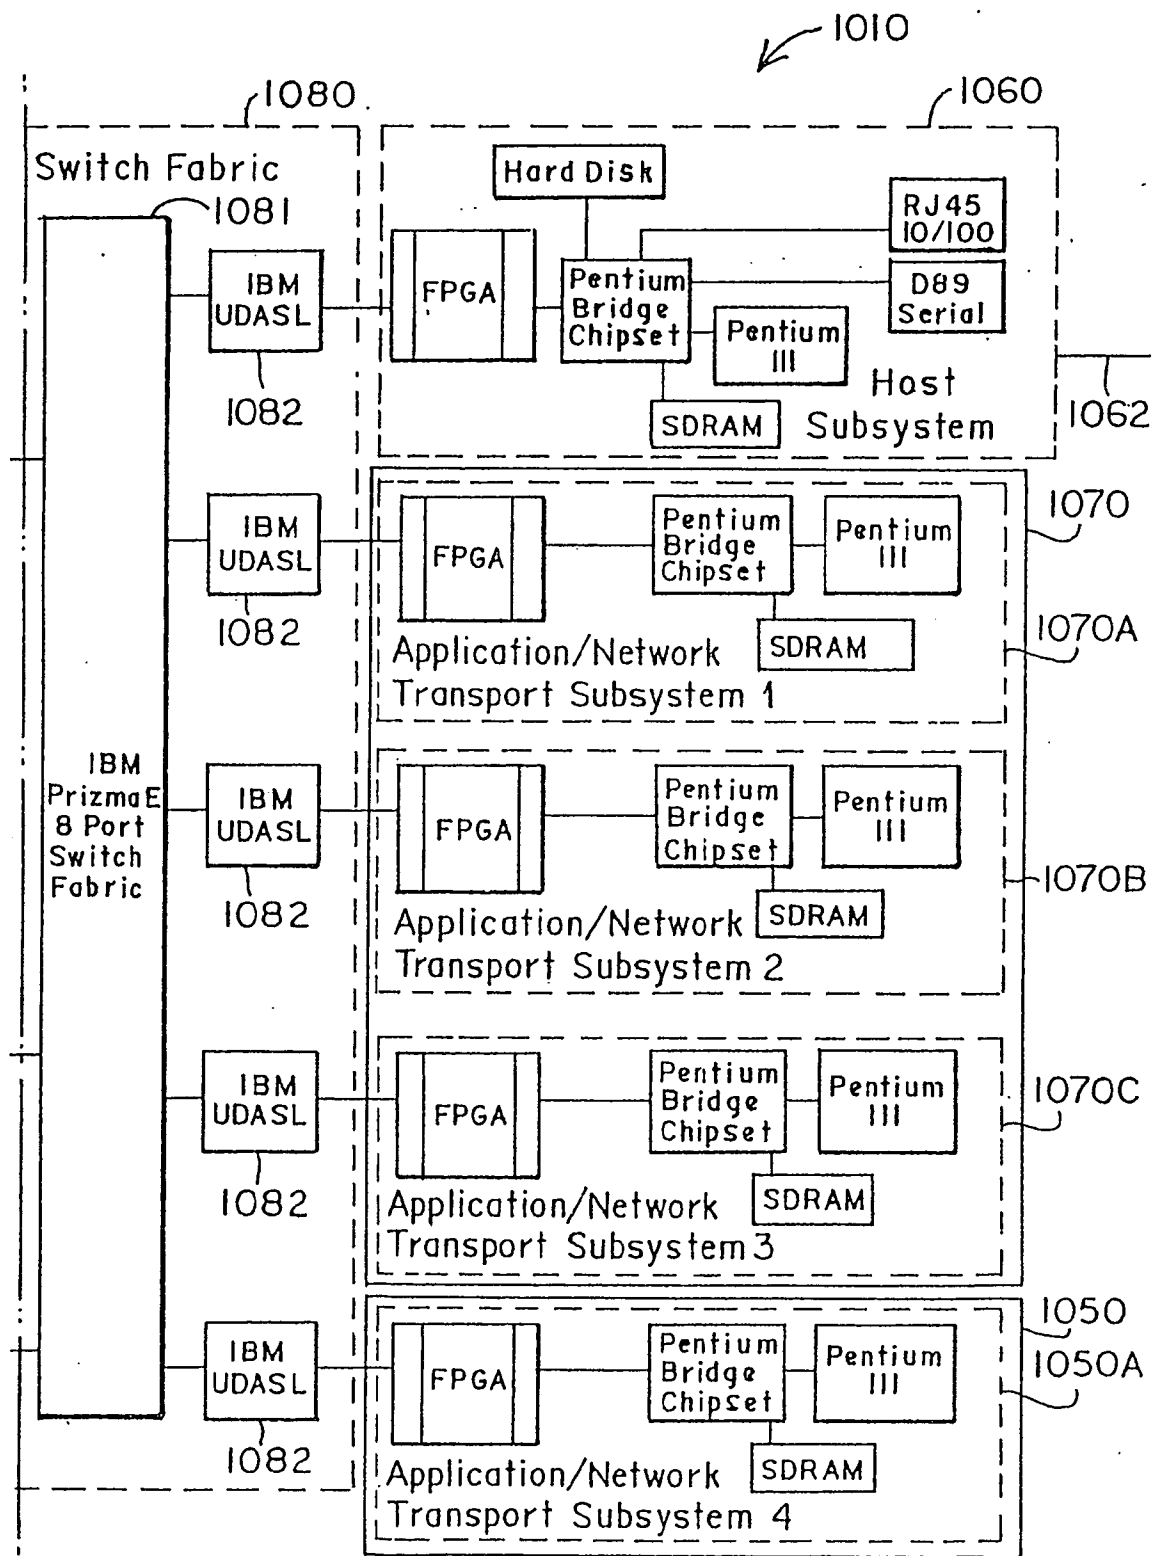 1010
1080
1060
Switch Fabric
1081
Hard Disk
RJ45
10/100
IBM
UDASL
FPGA
Pentium
Bridge
Chipset
D89
Serial
Pentium
III
1082
SDRAM
Host
Subsystem
1062
IBM
UDASL
1082
FPGA
Pentium
Bridge
Chipset
Pentium
III
SDRAM
Application/Network
Transport Subsystem 1
1070
1070A
IBM
PrizmaE
8 Port
Switch
Fabric
IBM
UDASL
1082
FPGA
Pentium
Bridge
Chipset
Pentium
III
SDRAM
Application/Network
Transport Subsystem 2
1070B
IBM
UDASL
1082
FPGA
Pentium
Bridge
Chipset
Pentium
III
SDRAM
Application/Network
Transport Subsystem 3
1070C
IBM
UDASL
1082
FPGA
Pentium
Bridge
Chipset
Pentium
III
SDRAM
Application/Network
Transport Subsystem 4
1050
1050A